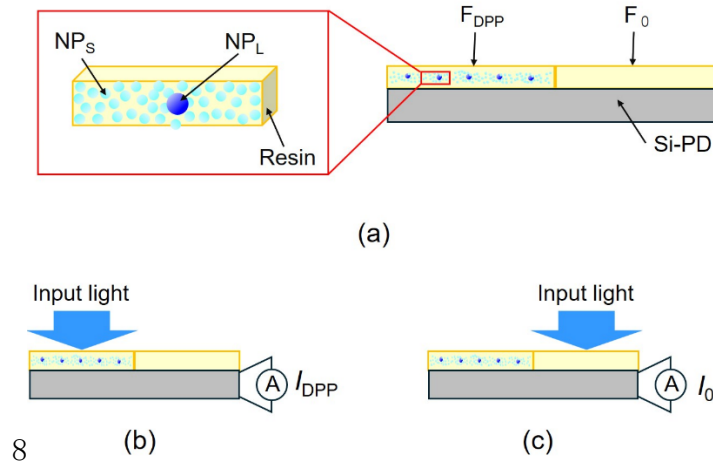 NPS NPL FDPP F0
Resin
Si-PD
(a)
Input light Input light
A IDPP A I0
8 (b) (c)